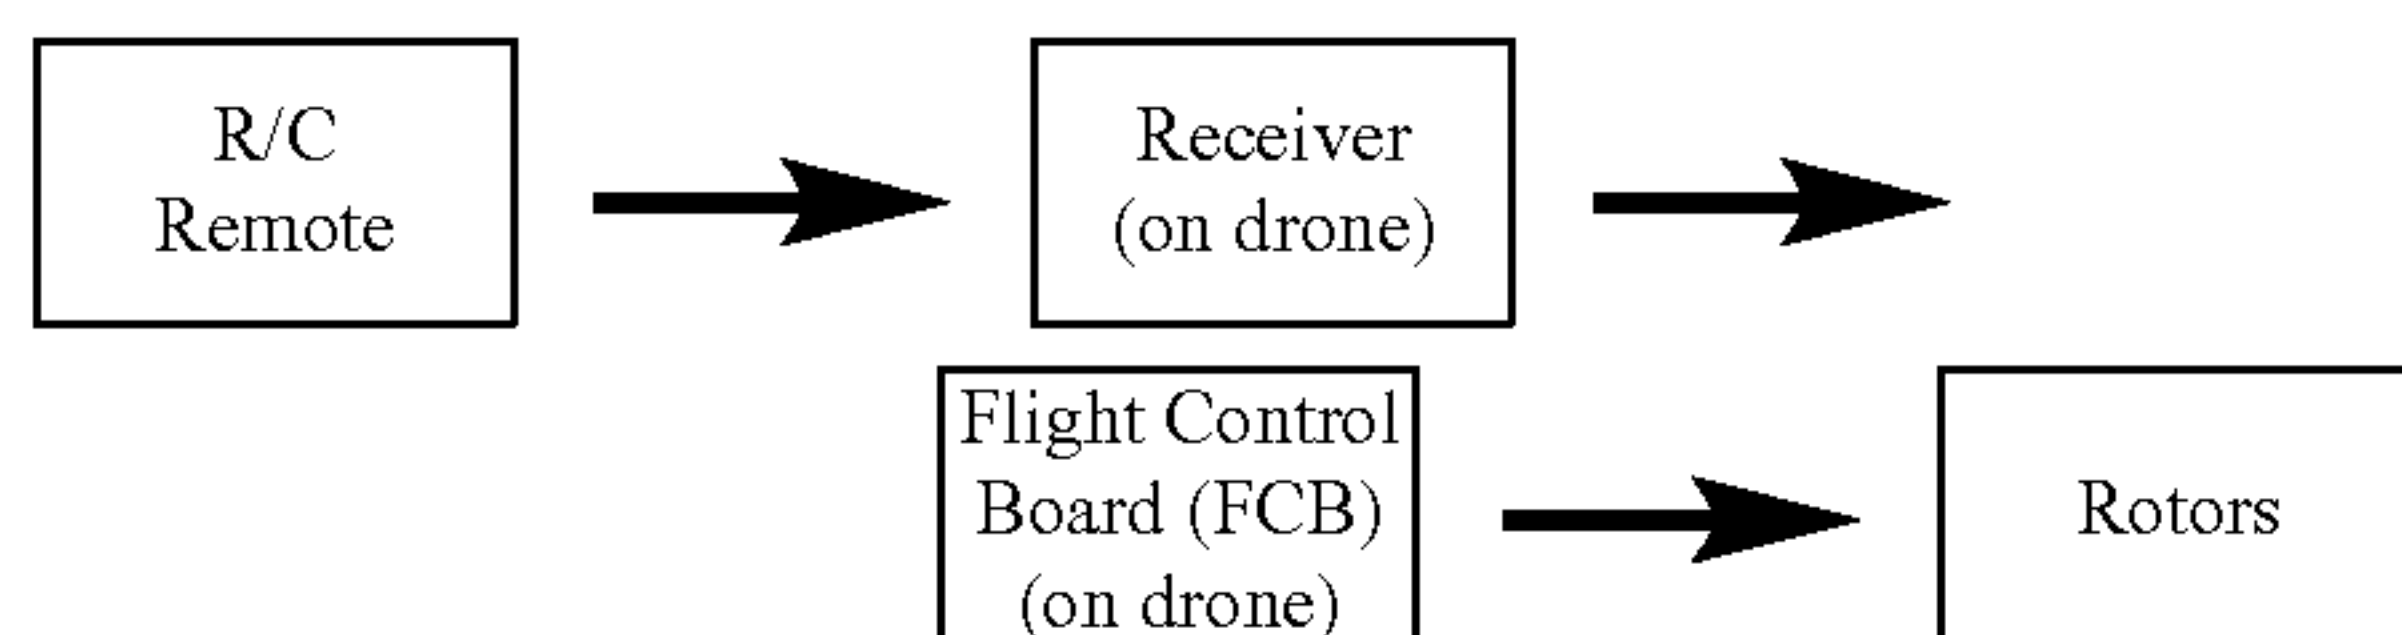 R/C
Remote
Receiver
(on drone)
Flight Control
Board (FCB)
(on drone)
Rotors